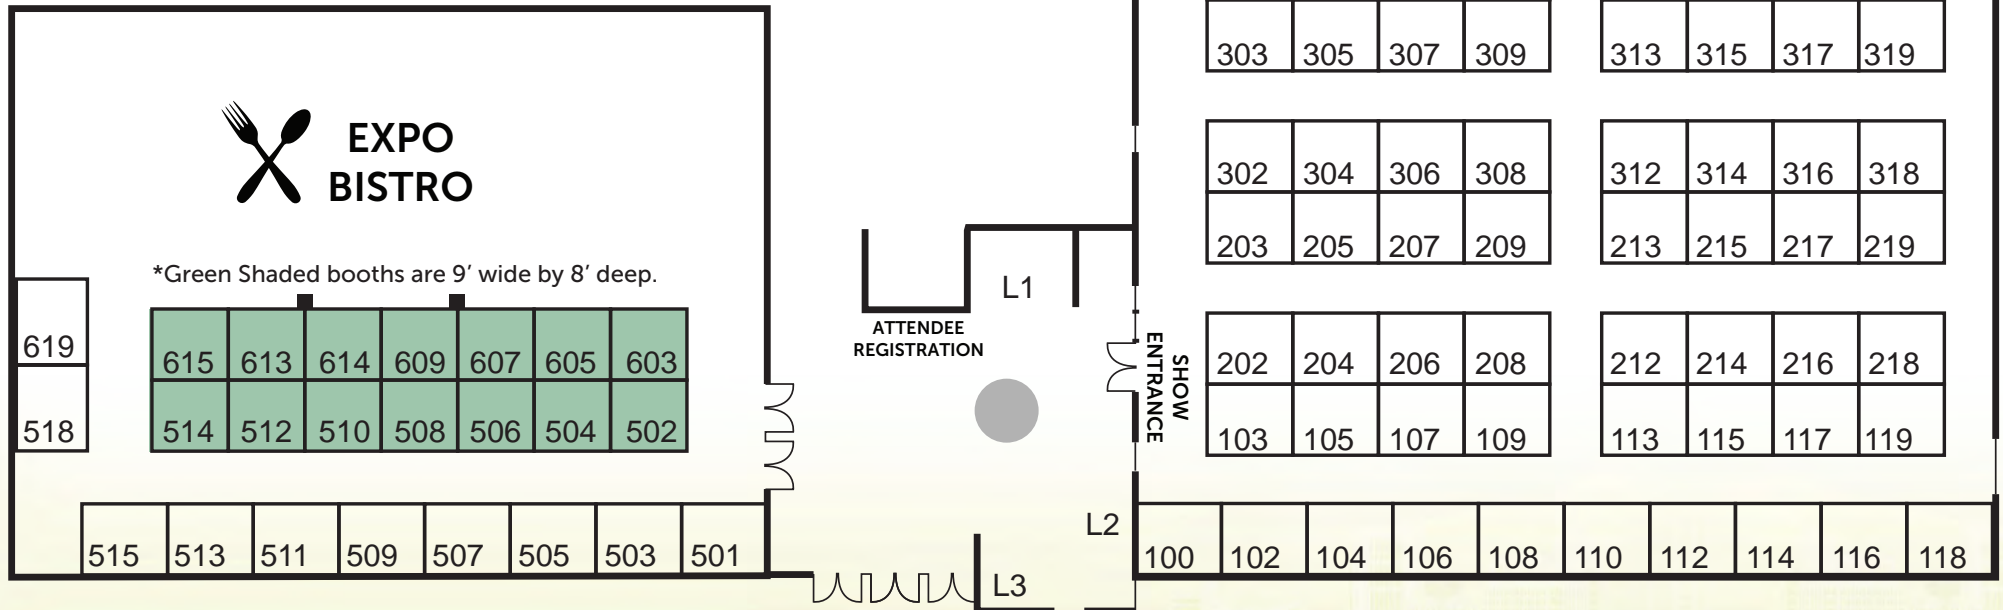 303 305 307 309 313 315 317 319
EXPO
BISTRO
302 304 306 308 312 314 316 318
203 205 207 209 213 215 217 219
*Green Shaded booths are 9’ wide by 8’ deep.
L1
ATTENDEE
REGISTRATION
SHOW
ENTRANCE
619
615 613 614 609 607 605 603
202 204 206 208 212 214 216 218
518
514 512 510 508 506 504 502
103 105 107 109 113 115 117 119
L2
515 513 511 509 507 505 503 501
100 102 104 106 108 110 112 114 116 118
L3